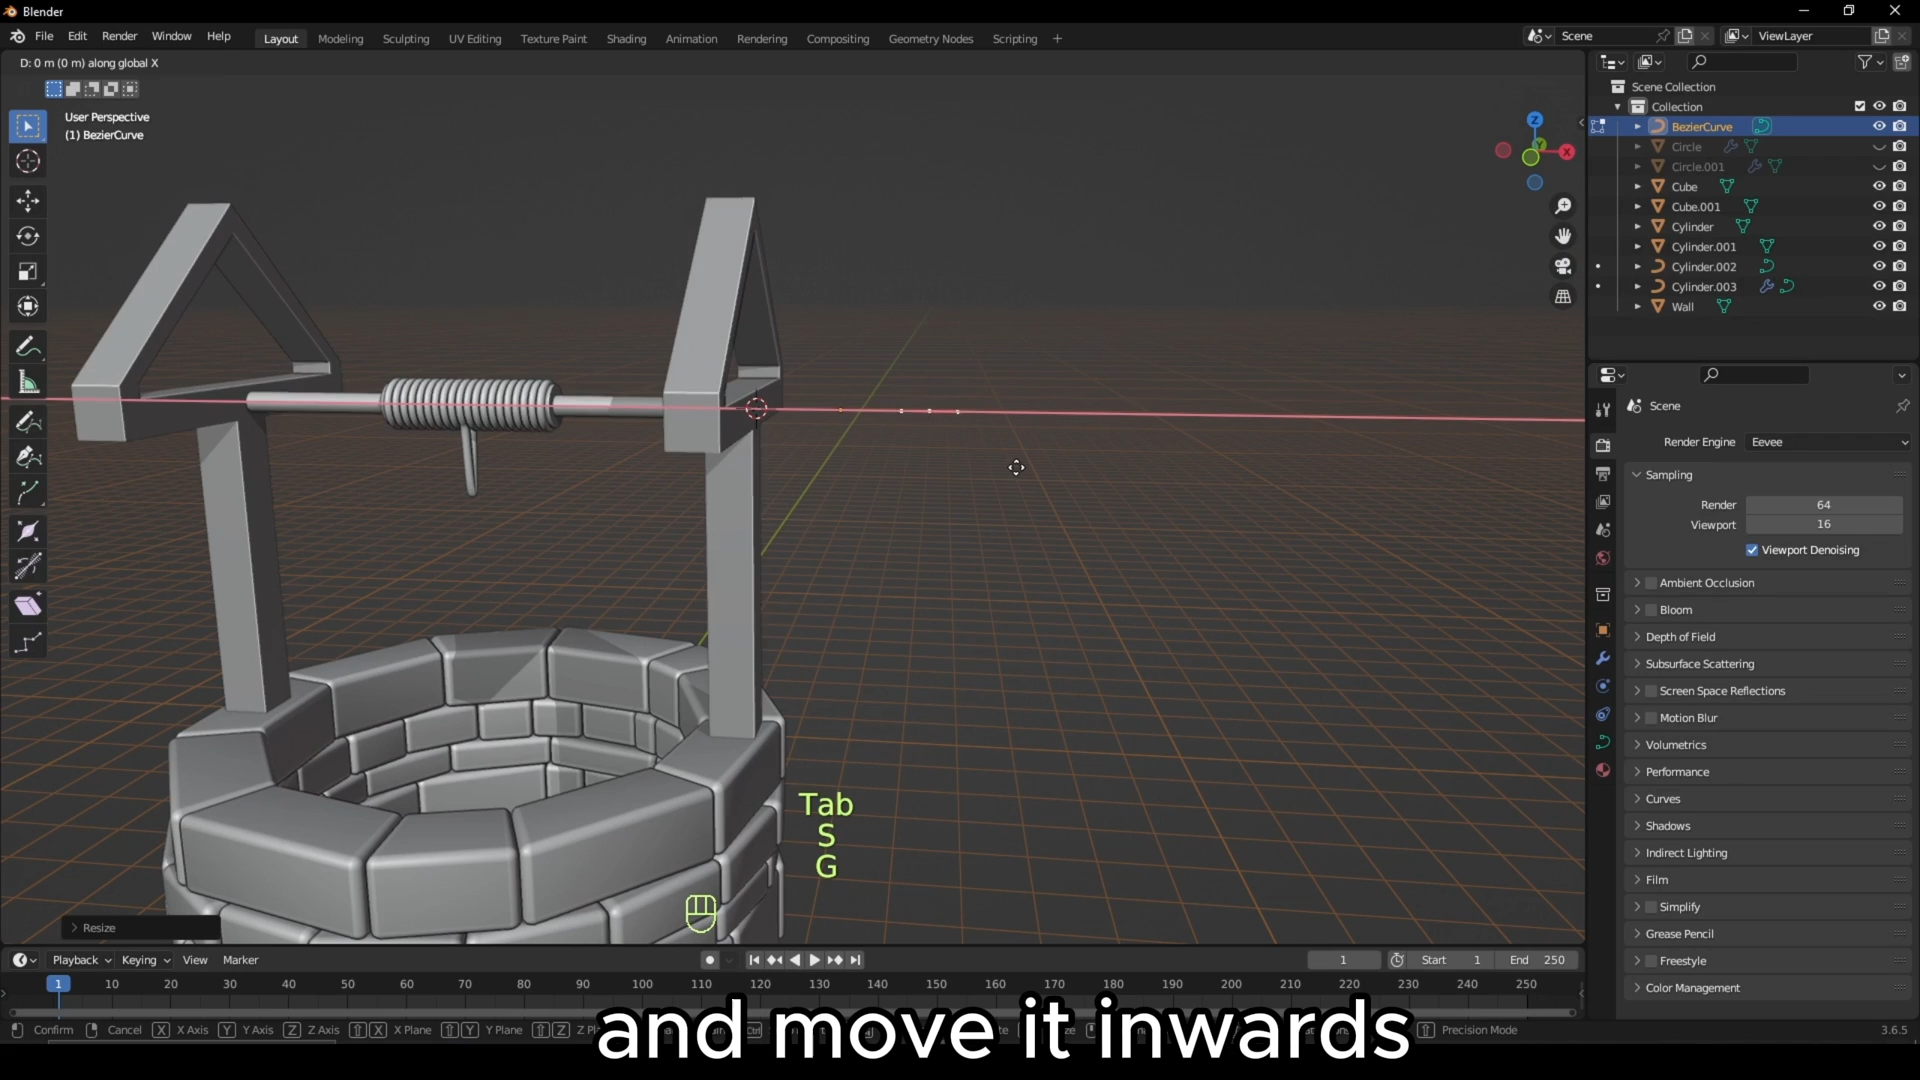 Blender
File Edit Render Window Help
Layout Modeling Sculpting UV Editing Texture Paint Shading Animation Rendering Compositing Geometry Nodes Scripting +
Scene
ViewLayer
D: 0 m (0 m) along global X
User Perspective
(1) BezierCurve
Z
Y
X
Scene Collection
Collection
BezierCurve
Circle
Circle.001
Cube
Cube.001
Cylinder
Cylinder.001
Cylinder.002
Cylinder.003
Wall
Scene
Render Engine Eevee
Sampling
Render 64
Viewport 16
Viewport Denoising
Ambient Occlusion
Bloom
Depth of Field
Subsurface Scattering
Screen Space Reflections
Motion Blur
Volumetrics
Performance
Curves
Shadows
Indirect Lighting
Film
Simplify
Grease Pencil
Freestyle
Color Management
Tab
S
G
Resize
Playback Keying View Marker
1 Start 1 End 250
1 10 20 30 40 50 60 70 80 90 100 110 120 130 140 150 160 170 180 190 200 210 220 230 240 250
and move it inwards
Confirm Cancel X X Axis Y Y Axis Z Z Axis X X Plane Y Y Plane Z Precision Mode 3.6.5